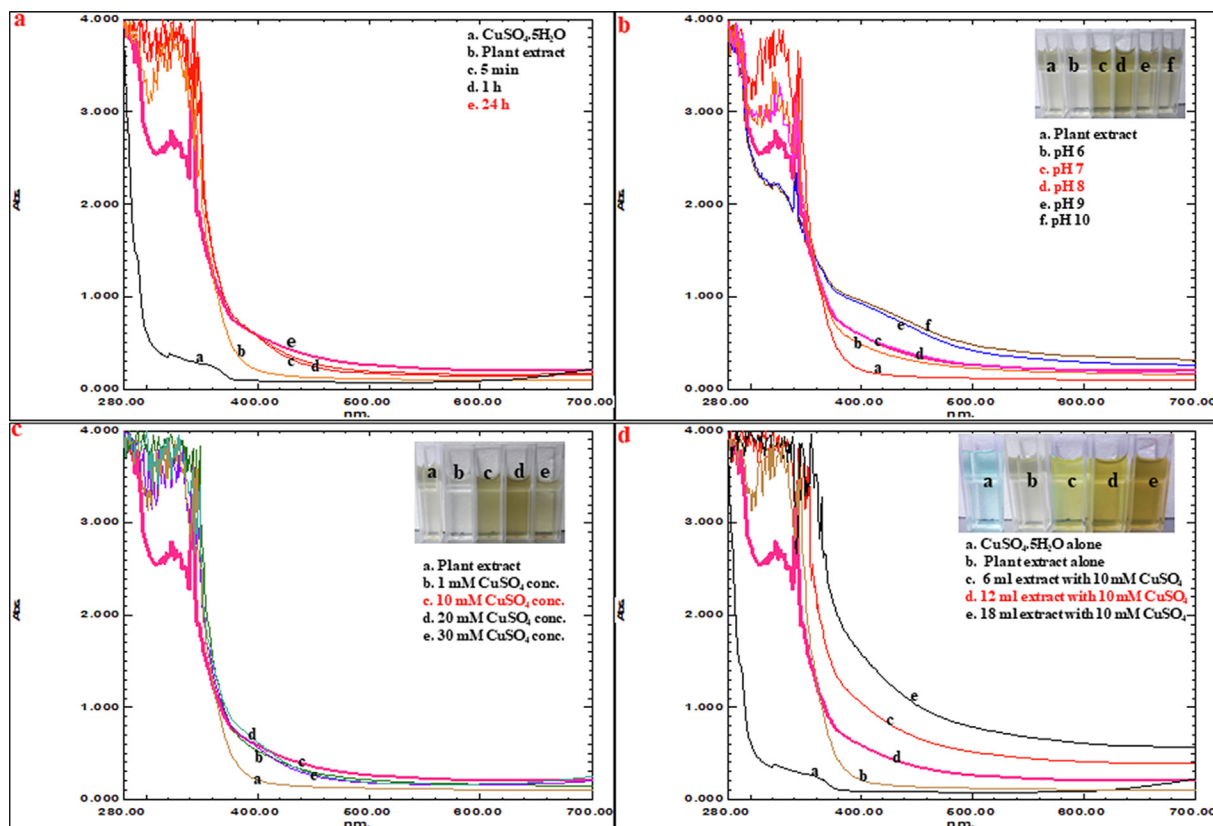 a
a. CuSO₄.5H₂O
b. Plant extract
c. 5 min
d. 1 h
e. 24 h
4.000
3.000
2.000
1.000
0.000
Abs.
a
b
c
d
e
280.00 400.00 600.00 700.00
nm.
b
a b c d e f
a. Plant extract
b. pH 6
c. pH 7
d. pH 8
e. pH 9
f. pH 10
4.000
3.000
2.000
1.000
0.000
Abs.
a
b
c
d
e
f
280.00 400.00 600.00 700.00
nm.
c
a b c d e
a. Plant extract
b. 1 mM CuSO₄ conc.
c. 10 mM CuSO₄ conc.
d. 20 mM CuSO₄ conc.
e. 30 mM CuSO₄ conc.
4.000
3.000
2.000
1.000
0.000
Abs.
d
b
c
a
280.00 400.00 600.00 700.00
nm.
d
a b c d e
a. CuSO₄.5H₂O alone
b. Plant extract alone
c. 6 ml extract with 10 mM CuSO₄
d. 12 ml extract with 10 mM CuSO₄
e. 18 ml extract with 10 mM CuSO₄
4.000
3.000
2.000
1.000
0.000
Abs.
e
c
d
a
b
280.00 400.00 600.00 700.00
nm.